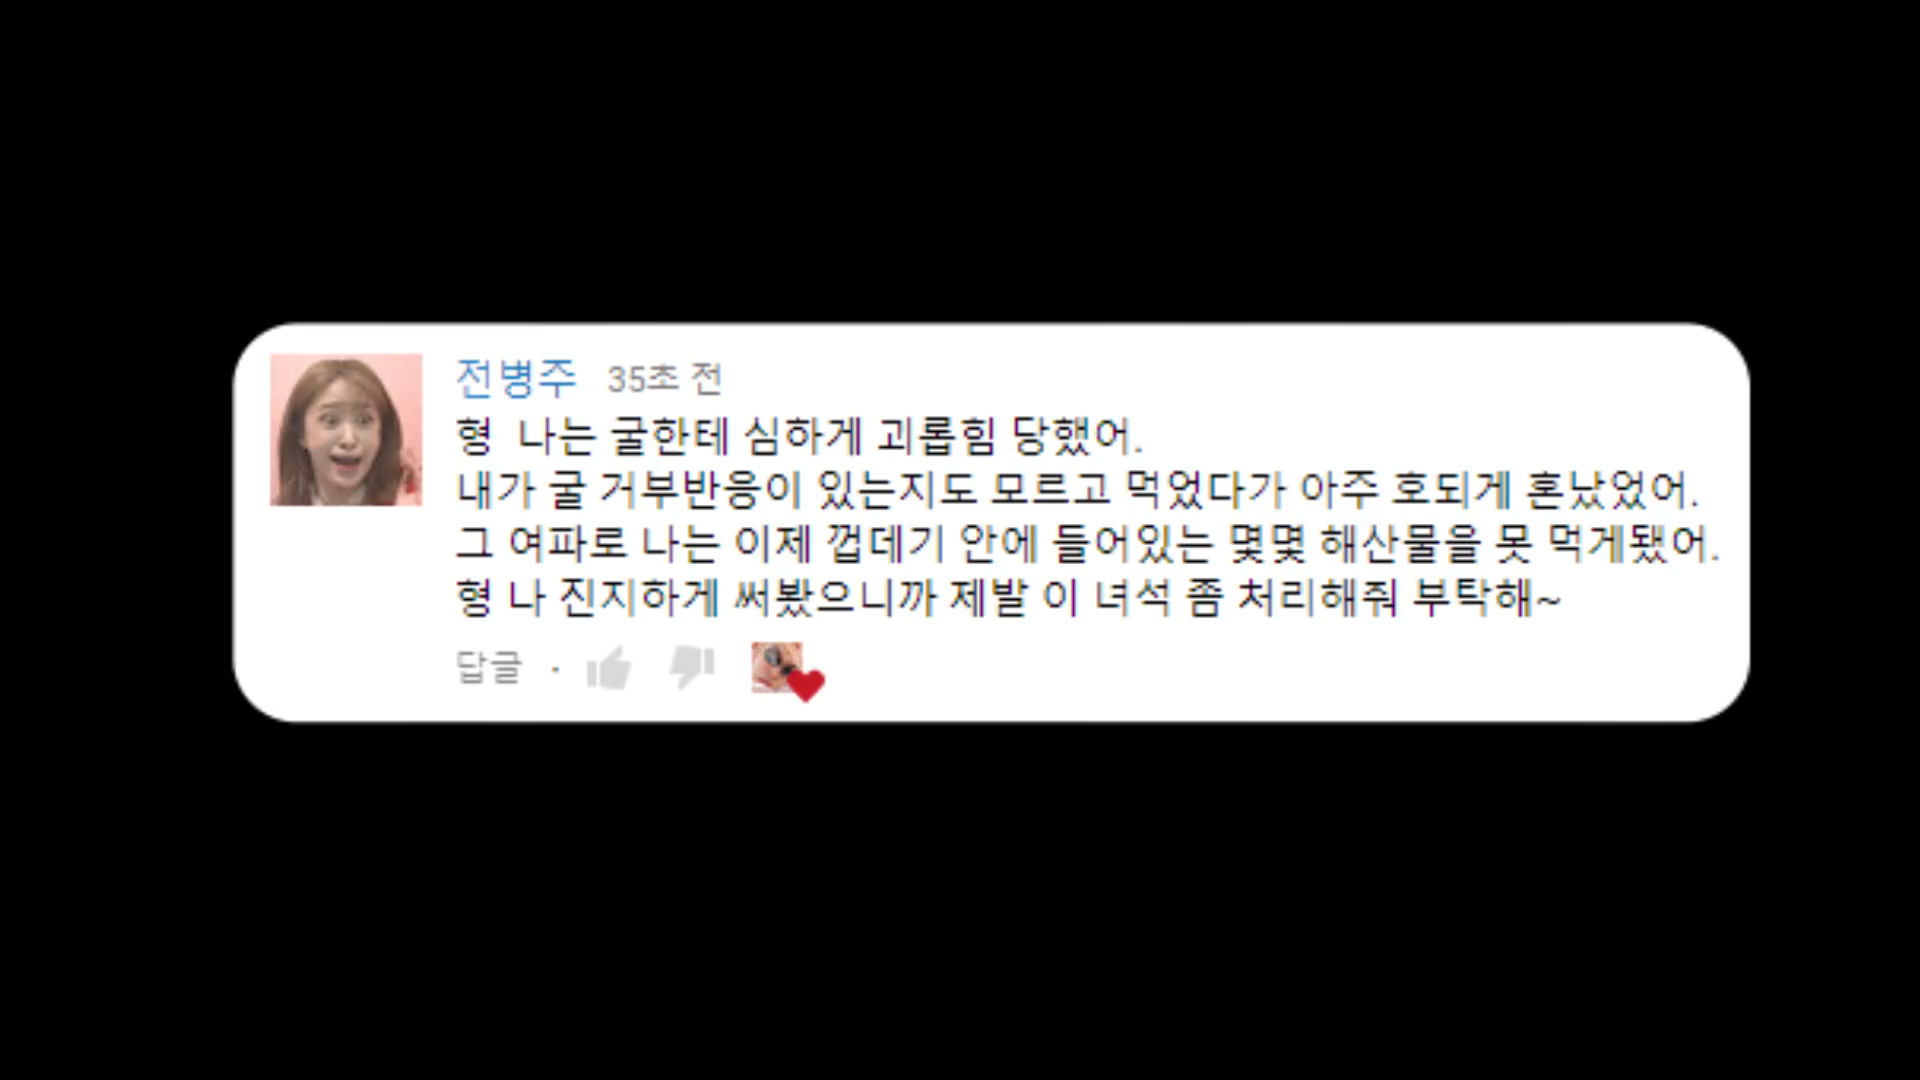 전병주 35초 전
형 나는 굴한테 심하게 괴롭힘 당했어.
내가 굴 거부반응이 있는지도 모르고 먹었다가 아주 호되게 혼났었어.
그 여파로 나는 이제 껍데기 안에 들어있는 몇몇 해산물을 못 먹게됐어.
형 나 진지하게 써봤으니까 제발 이 녀석 좀 처리해줘 부탁해~
답글 ·